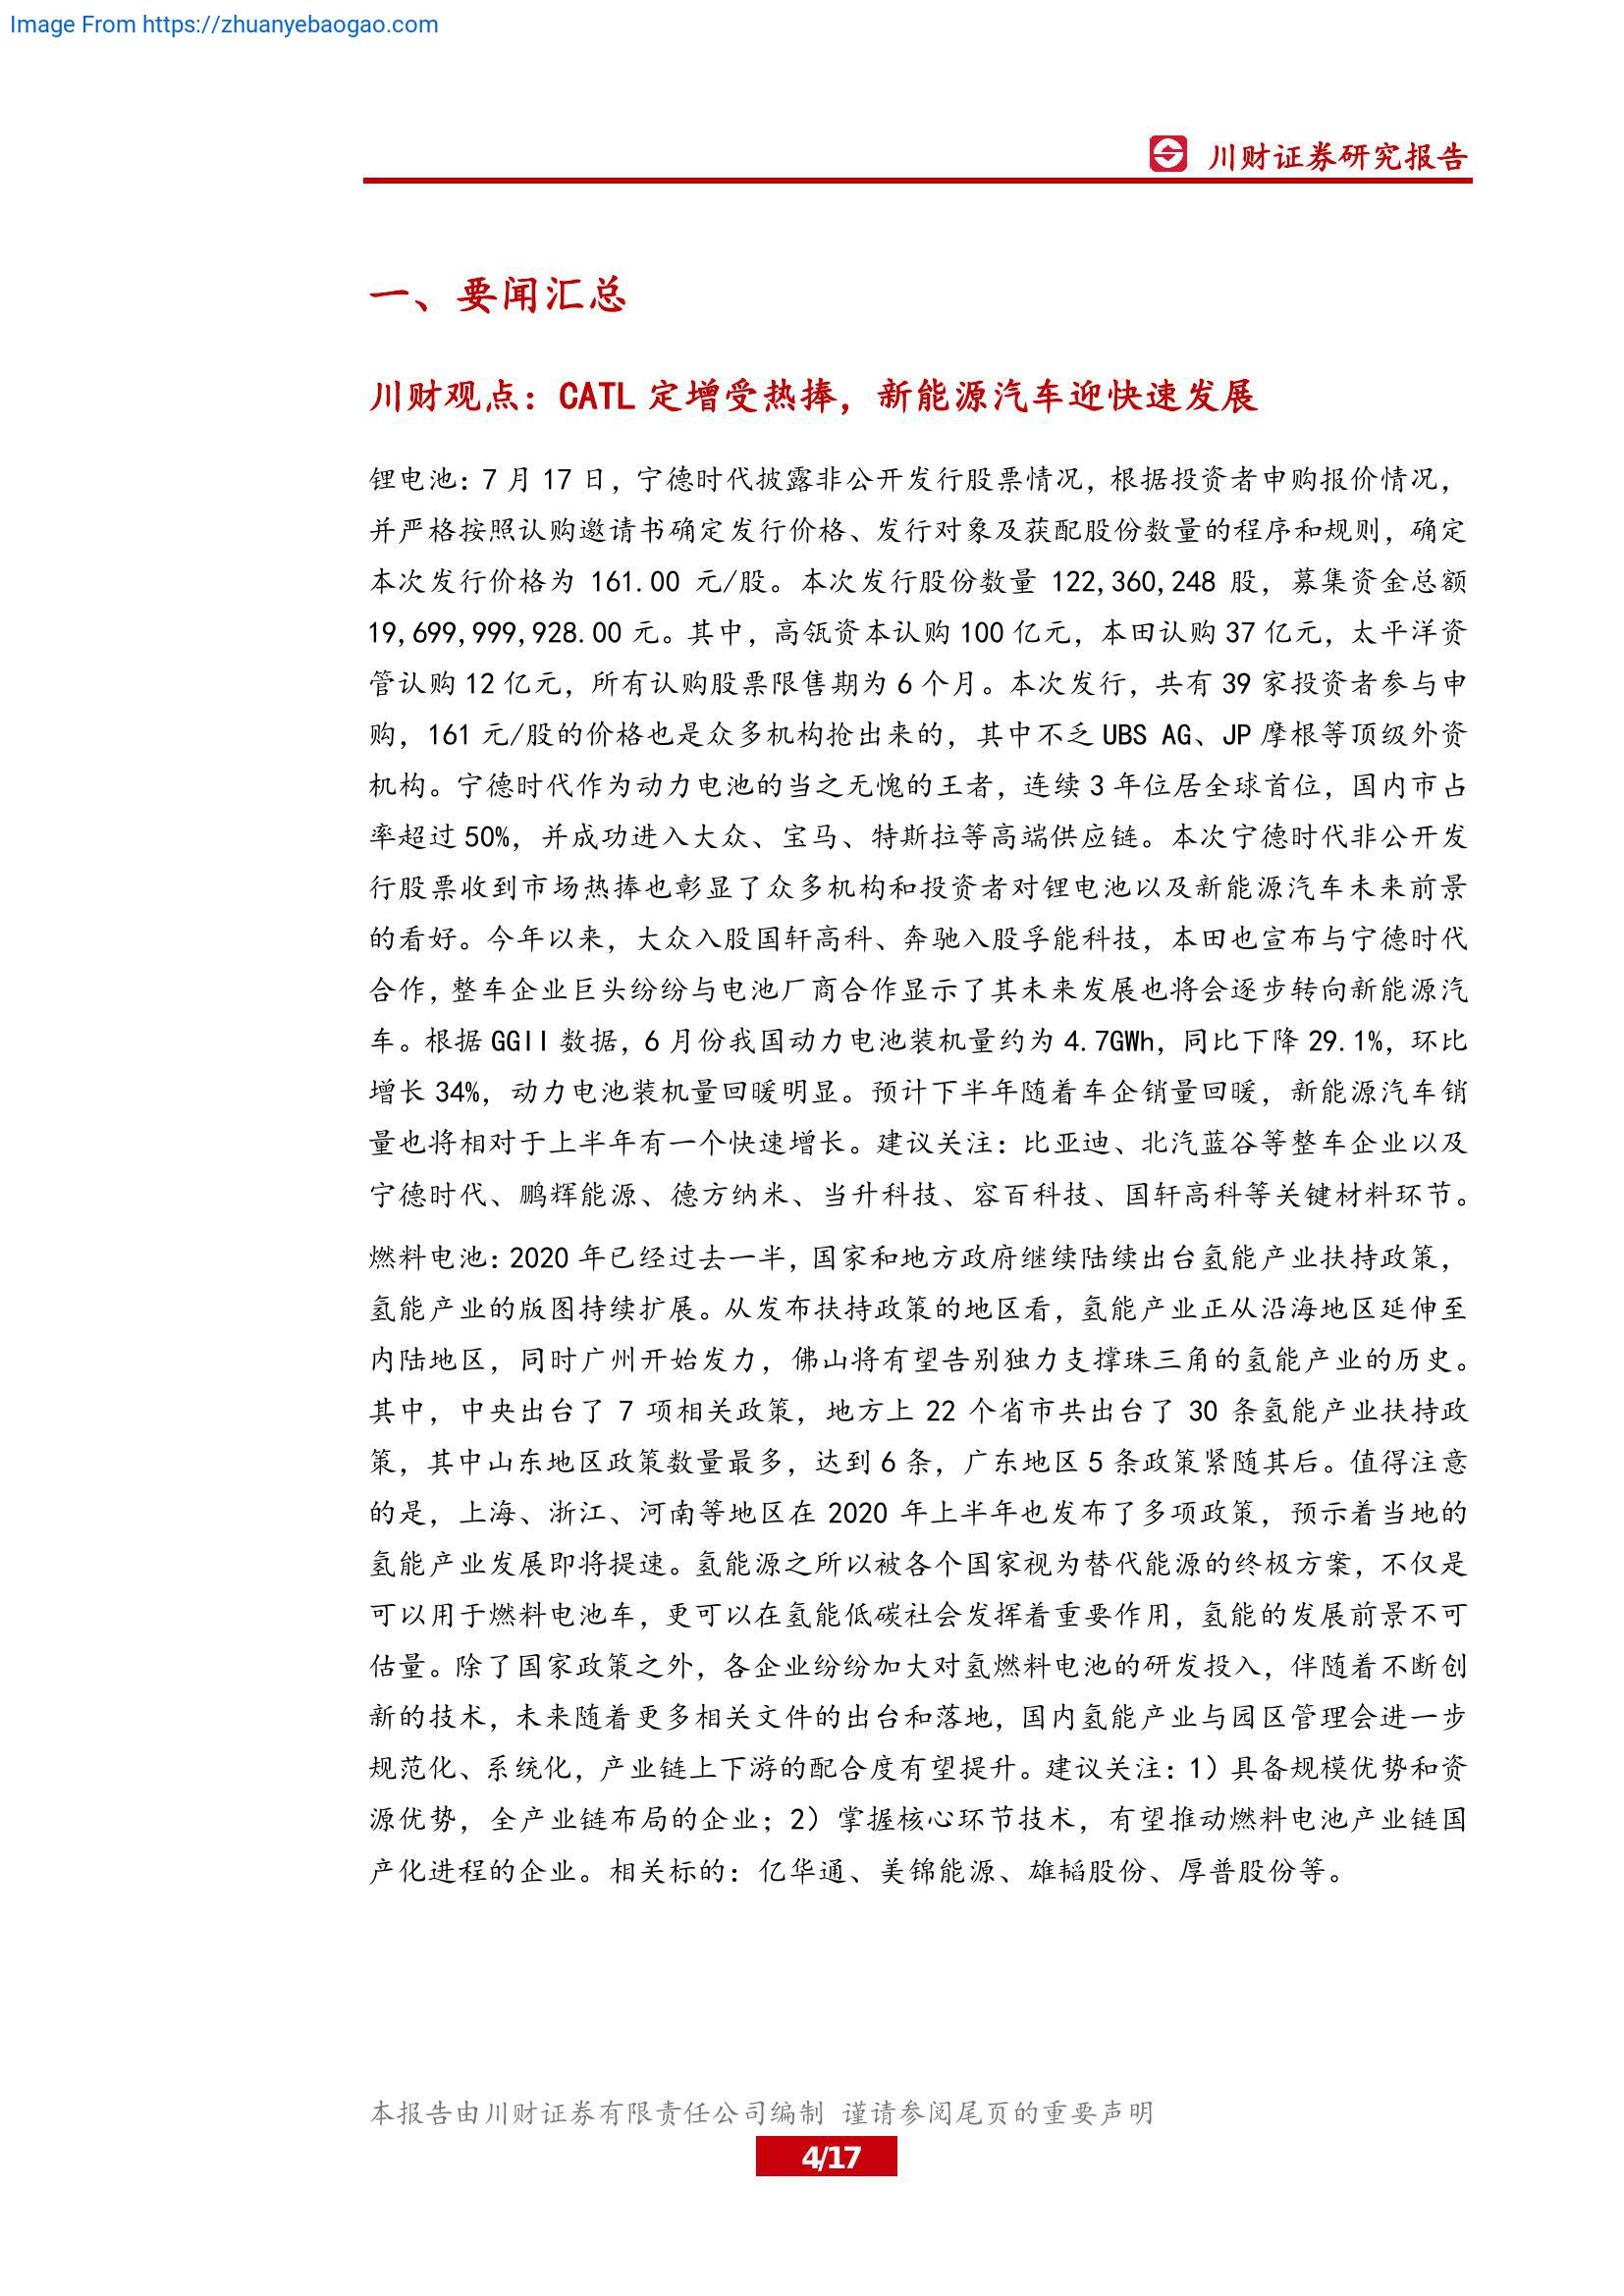 Image From https://zhuanyebaogao.com
川财证券研究报告
一、要闻汇总
川财观点：CATL 定增受热捧，新能源汽车迎快速发展
锂电池：7 月 17 日，宁德时代披露非公开发行股票情况，根据投资者申购报价情况，
并严格按照认购邀请书确定发行价格、发行对象及获配股份数量的程序和规则，确定
本次发行价格为 161.00 元/股。本次发行股份数量 122,360,248 股，募集资金总额
19,699,999,928.00 元。其中，高瓴资本认购 100 亿元，本田认购 37 亿元，太平洋资
管认购 12 亿元，所有认购股票限售期为 6 个月。本次发行，共有 39 家投资者参与申
购，161 元/股的价格也是众多机构抢出来的，其中不乏 UBS AG、JP 摩根等顶级外资
机构。宁德时代作为动力电池的当之无愧的王者，连续 3 年位居全球首位，国内市占
率超过 50%，并成功进入大众、宝马、特斯拉等高端供应链。本次宁德时代非公开发
行股票收到市场热捧也彰显了众多机构和投资者对锂电池以及新能源汽车未来前景
的看好。今年以来，大众入股国轩高科、奔驰入股孚能科技，本田也宣布与宁德时代
合作，整车企业巨头纷纷与电池厂商合作显示了其未来发展也将会逐步转向新能源汽
车。根据 GGII 数据，6 月份我国动力电池装机量约为 4.7GWh，同比下降 29.1%，环比
增长 34%，动力电池装机量回暖明显。预计下半年随着车企销量回暖，新能源汽车销
量也将相对于上半年有一个快速增长。建议关注：比亚迪、北汽蓝谷等整车企业以及
宁德时代、鹏辉能源、德方纳米、当升科技、容百科技、国轩高科等关键材料环节。
燃料电池：2020 年已经过去一半，国家和地方政府继续陆续出台氢能产业扶持政策，
氢能产业的版图持续扩展。从发布扶持政策的地区看，氢能产业正从沿海地区延伸至
内陆地区，同时广州开始发力，佛山将有望告别独力支撑珠三角的氢能产业的历史。
其中，中央出台了 7 项相关政策，地方上 22 个省市共出台了 30 条氢能产业扶持政
策，其中山东地区政策数量最多，达到 6 条，广东地区 5 条政策紧随其后。值得注意
的是，上海、浙江、河南等地区在 2020 年上半年也发布了多项政策，预示着当地的
氢能产业发展即将提速。氢能源之所以被各个国家视为替代能源的终极方案，不仅是
可以用于燃料电池车，更可以在氢能低碳社会发挥着重要作用，氢能的发展前景不可
估量。除了国家政策之外，各企业纷纷加大对氢燃料电池的研发投入，伴随着不断创
新的技术，未来随着更多相关文件的出台和落地，国内氢能产业与园区管理会进一步
规范化、系统化，产业链上下游的配合度有望提升。建议关注：1）具备规模优势和资
源优势，全产业链布局的企业；2）掌握核心环节技术，有望推动燃料电池产业链国
产化进程的企业。相关标的：亿华通、美锦能源、雄韬股份、厚普股份等。
本报告由川财证券有限责任公司编制 谨请参阅尾页的重要声明
4/17